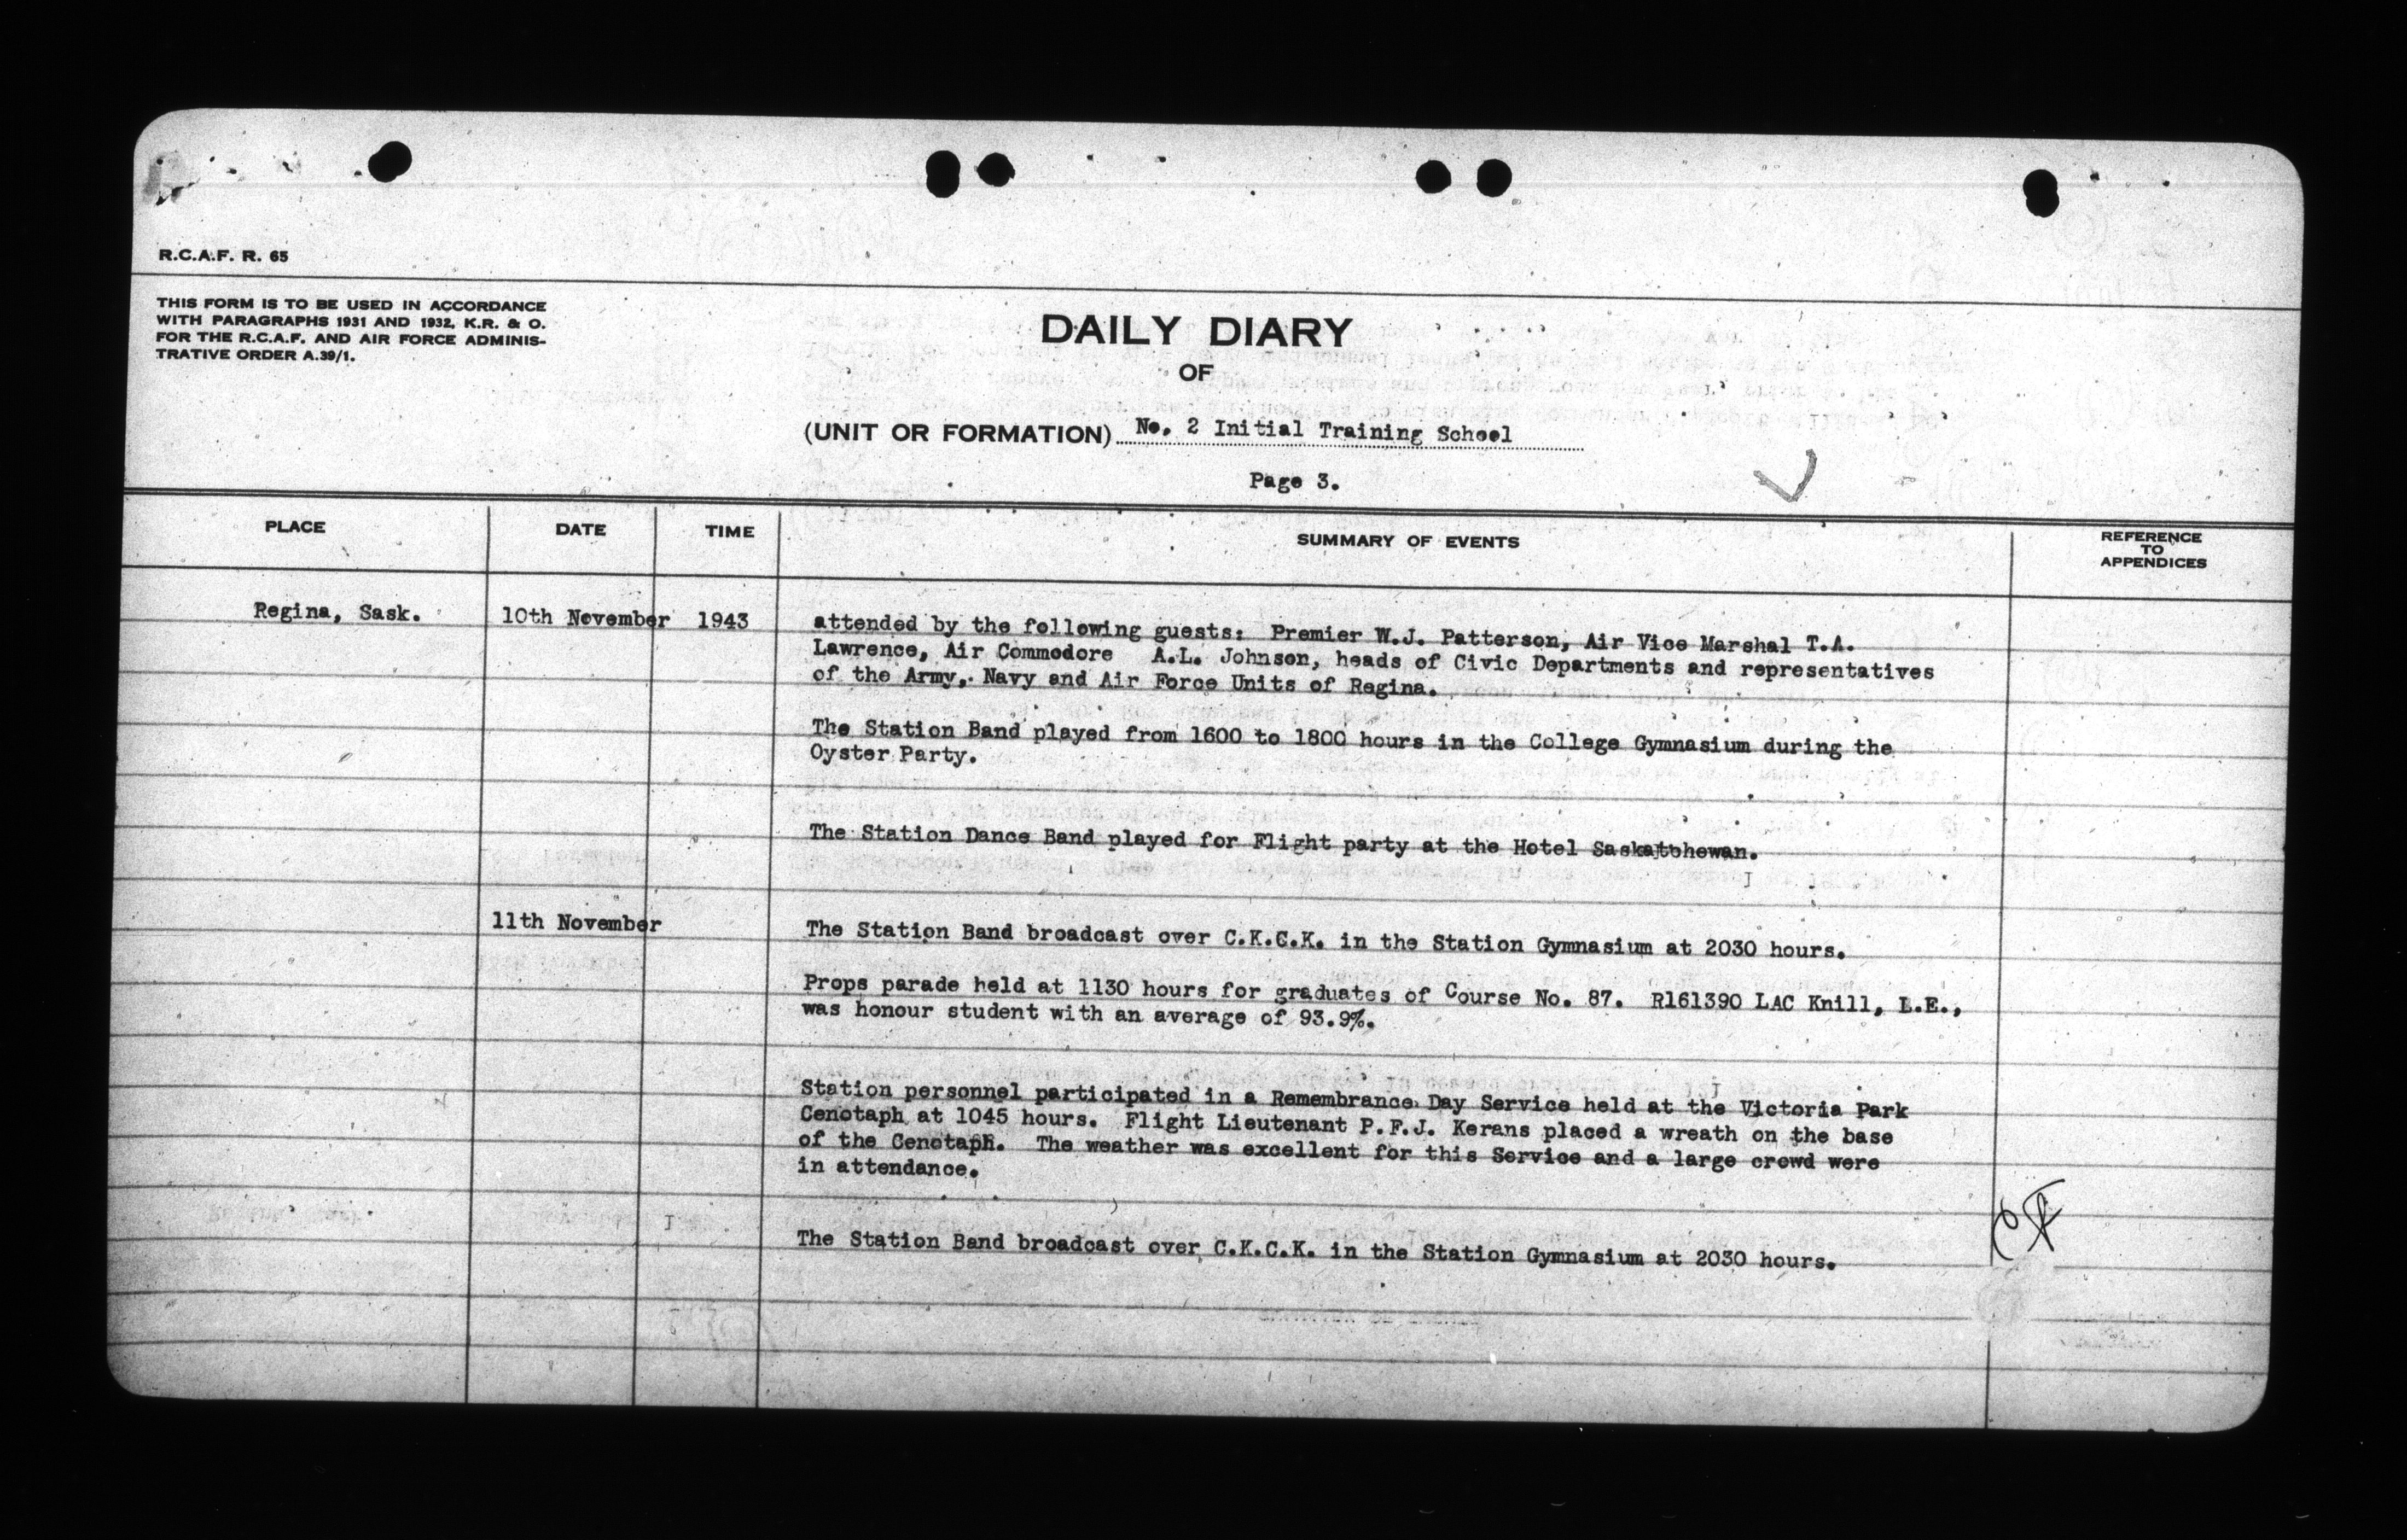 R.C.A.F. R. 65
THIS FORM IS TO BE USED IN ACCORDANCE
WITH PARAGRAPHS 1931 AND 1932, K.R. & O.
FOR THE R.C.A.F. AND AIR FORCE ADMINIS-
TRATIVE ORDER A.39/1.
DAILY DIARY
OF
(UNIT OR FORMATION) No. 2 Initial Training School
Page 3.
PLACE DATE TIME SUMMARY OF EVENTS REFERENCE
TO
APPENDICES
Regina, Sask. 10th November 1943 attended by the following guests: Premier W.J. Patterson, Air Vice Marshal T.A.
Lawrence, Air Commodore A.L. Johnson, heads of Civic Departments and representatives
of the Army, Navy and Air Force Units of Regina.
The Station Band played from 1600 to 1800 hours in the College Gymnasium during the
Oyster Party.
The Station Dance Band played for Flight party at the Hotel Saskatchewan.
11th November The Station Band broadcast over C.K.C.K. in the Station Gymnasium at 2030 hours.
Props parade held at 1130 hours for graduates of Course No. 87. R161390 LAC Knill, L.E.,
was honour student with an average of 93.9%.
Station personnel participated in a Remembrance Day Service held at the Victoria Park
Cenotaph at 1045 hours. Flight Lieutenant P.F.J. Kerans placed a wreath on the base
of the Cenotaph. The weather was excellent for this Service and a large crowd were
in attendance.
The Station Band broadcast over C.K.C.K. in the Station Gymnasium at 2030 hours.